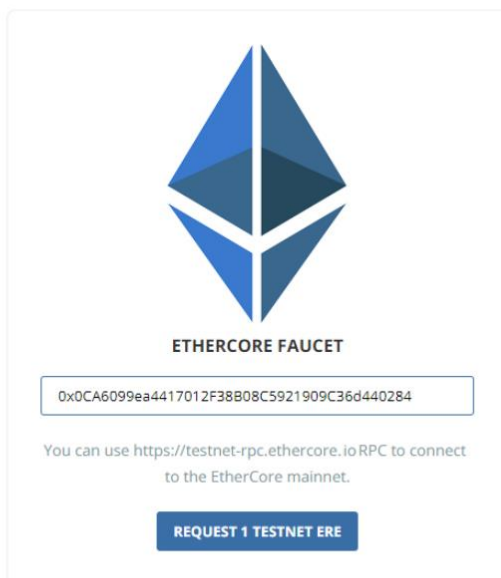 ETHERCORE FAUCET
0x0CA6099ea4417012F38B08C5921909C36d440284
You can use https://testnet-rpc.ethercore.io RPC to connect
to the EtherCore mainnet.
REQUEST 1 TESTNET ERE